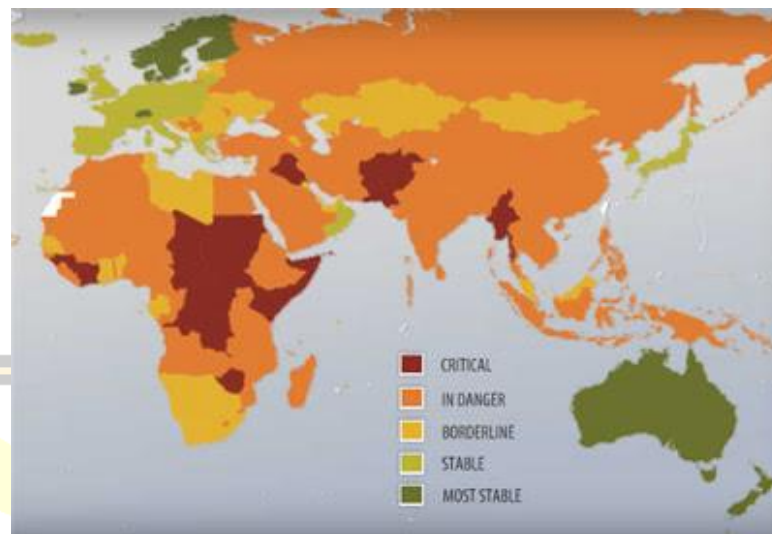 CRITICAL
IN DANGER
BORDERLINE
STABLE
MOST STABLE